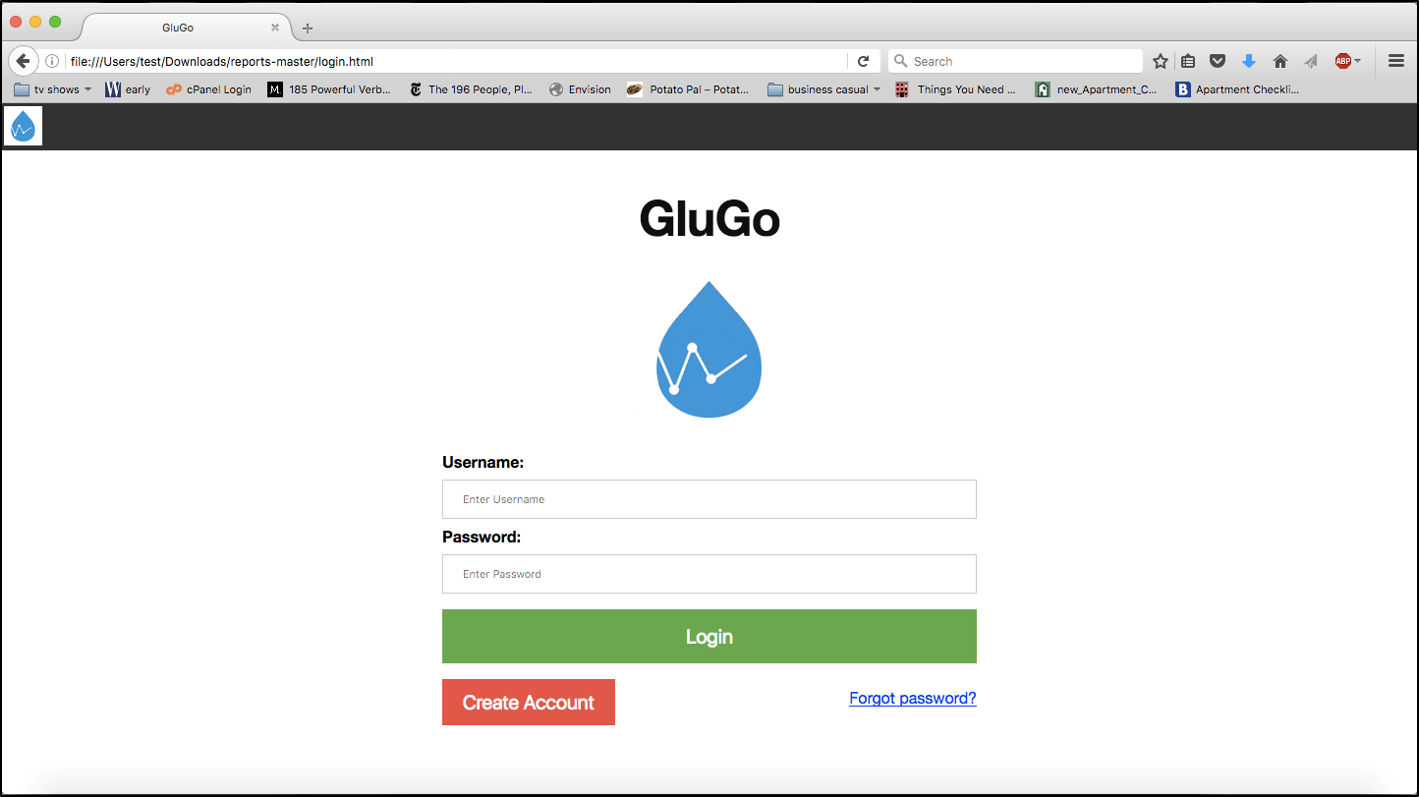 GluGo
file:///Users/test/Downloads/reports-master/login.html
Search
ABP
tv shows
early
cPanel Login
M.
185 Powerful Verb...
The 196 People, Pl...
Envision
Potato Pal – Potat...
business casual
Things You Need ...
new_Apartment_C...
B
Apartment Checkli...
GluGo
Username:
Enter Username
Password:
Enter Password
Login
Create Account
Forgot password?